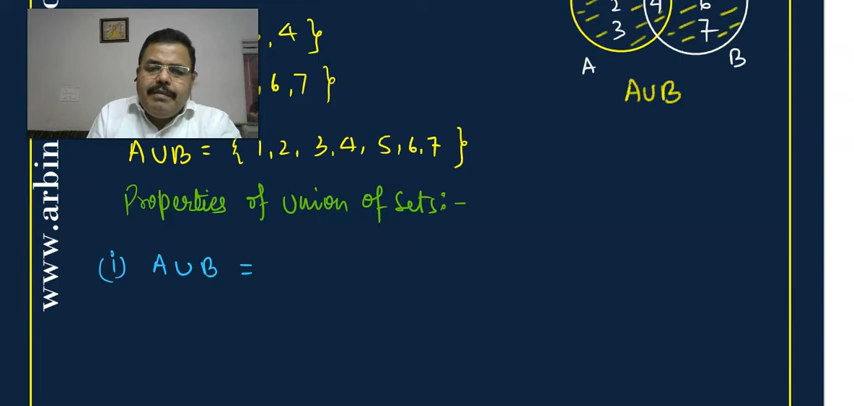 , 4 }
6, 7 }
A∪B = { 1, 2, 3, 4, 5, 6, 7 }
Properties of Union of Sets:-
(i) A ∪ B =
2 4 6
3 7
A B
A∪B
www.arbin